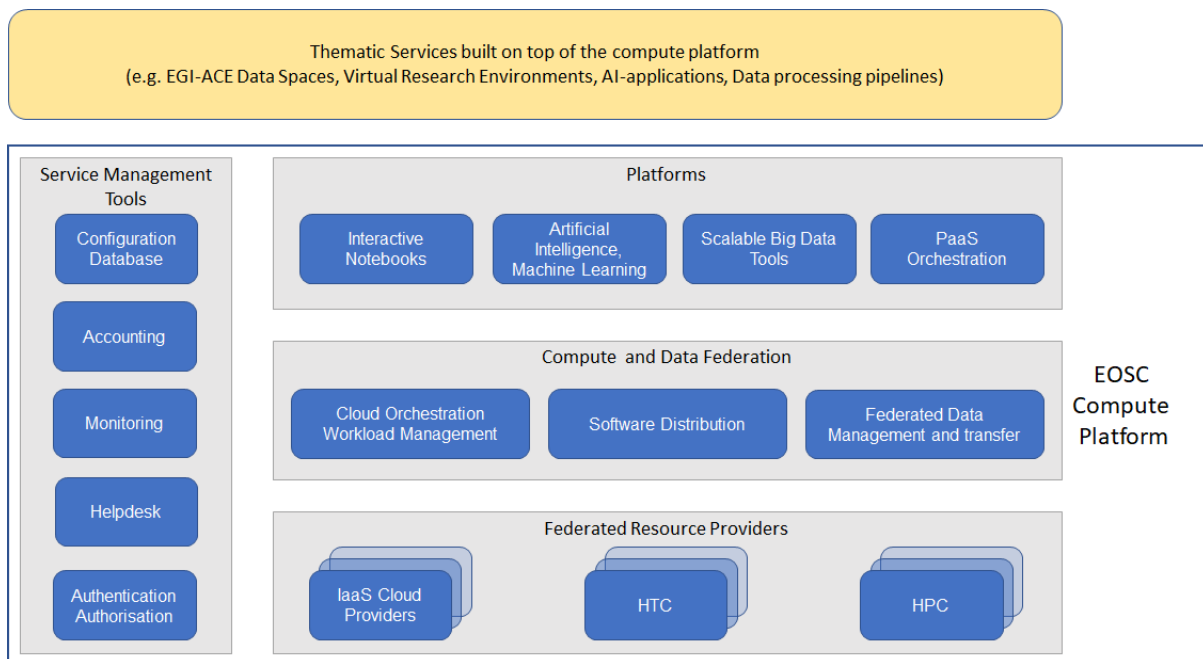 Thematic Services built on top of the compute platform
(e.g. EGI-ACE Data Spaces, Virtual Research Environments, AI-applications, Data processing pipelines)
Service Management
Tools
Configuration
Database
Accounting
Monitoring
Helpdesk
Authentication
Authorisation
Platforms
Interactive
Notebooks
Artificial
Intelligence,
Machine Learning
Scalable Big Data
Tools
PaaS
Orchestration
Compute and Data Federation
Cloud Orchestration
Workload Management
Software Distribution
Federated Data
Management and transfer
Federated Resource Providers
IaaS Cloud
Providers
HTC
HPC
EOSC
Compute
Platform